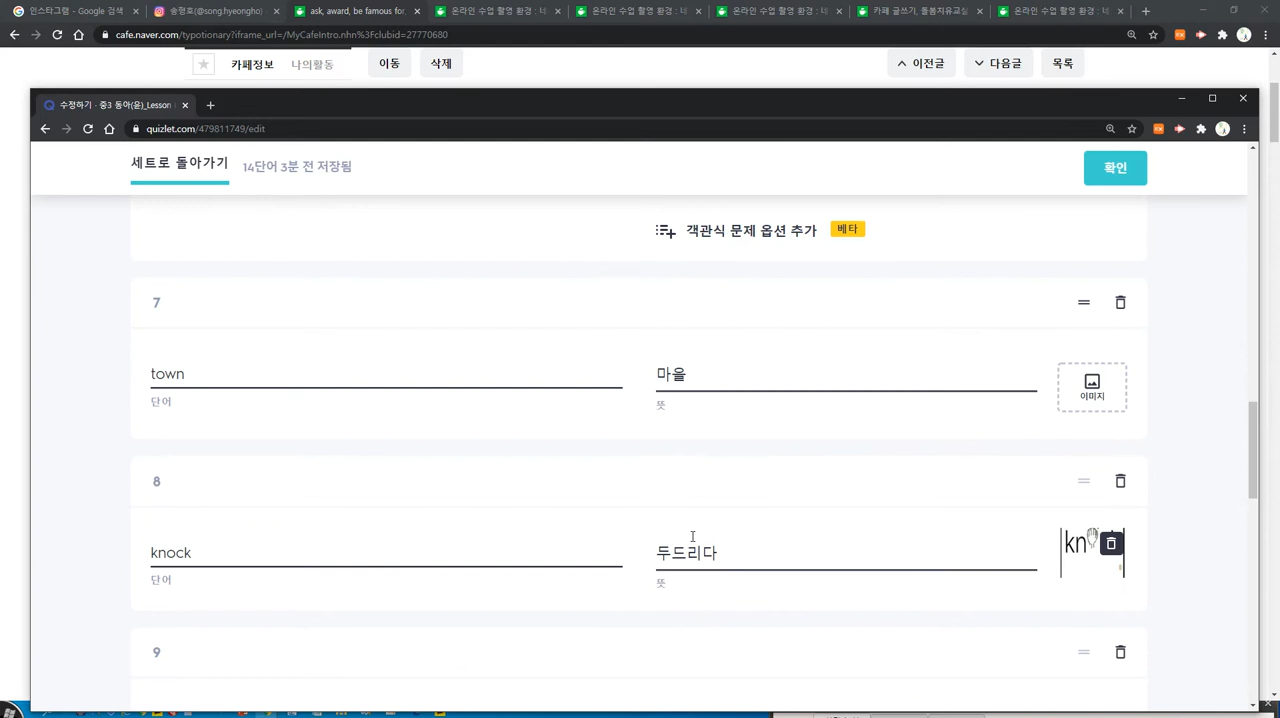 인스타그램 - Google 검색
인스타그램(@song.hyeongho)
ask, award, be famous for,
온라인 수업 촬영 환경 : 네
온라인 수업 촬영 환경 : 네
온라인 수업 촬영 환경 : 네
카페 글쓰기, 돌봄치유교실
온라인 수업 촬영 환경 : 네
cafe.naver.com/typotionary?iframe_url=/MyCafeIntro.nhn%3Fclubid=27770680
카페정보 나의활동 이동 삭제 이전글 다음글 목록
수정하기 · 중3 동아(윤)_Lesson
quizlet.com/479811749/edit
세트로 돌아가기 14단어 3분 전 저장됨 확인
객관식 문제 옵션 추가 베타
7
town 마을
단어 뜻
이미지
8
knock 두드리다
kn
단어 뜻
9